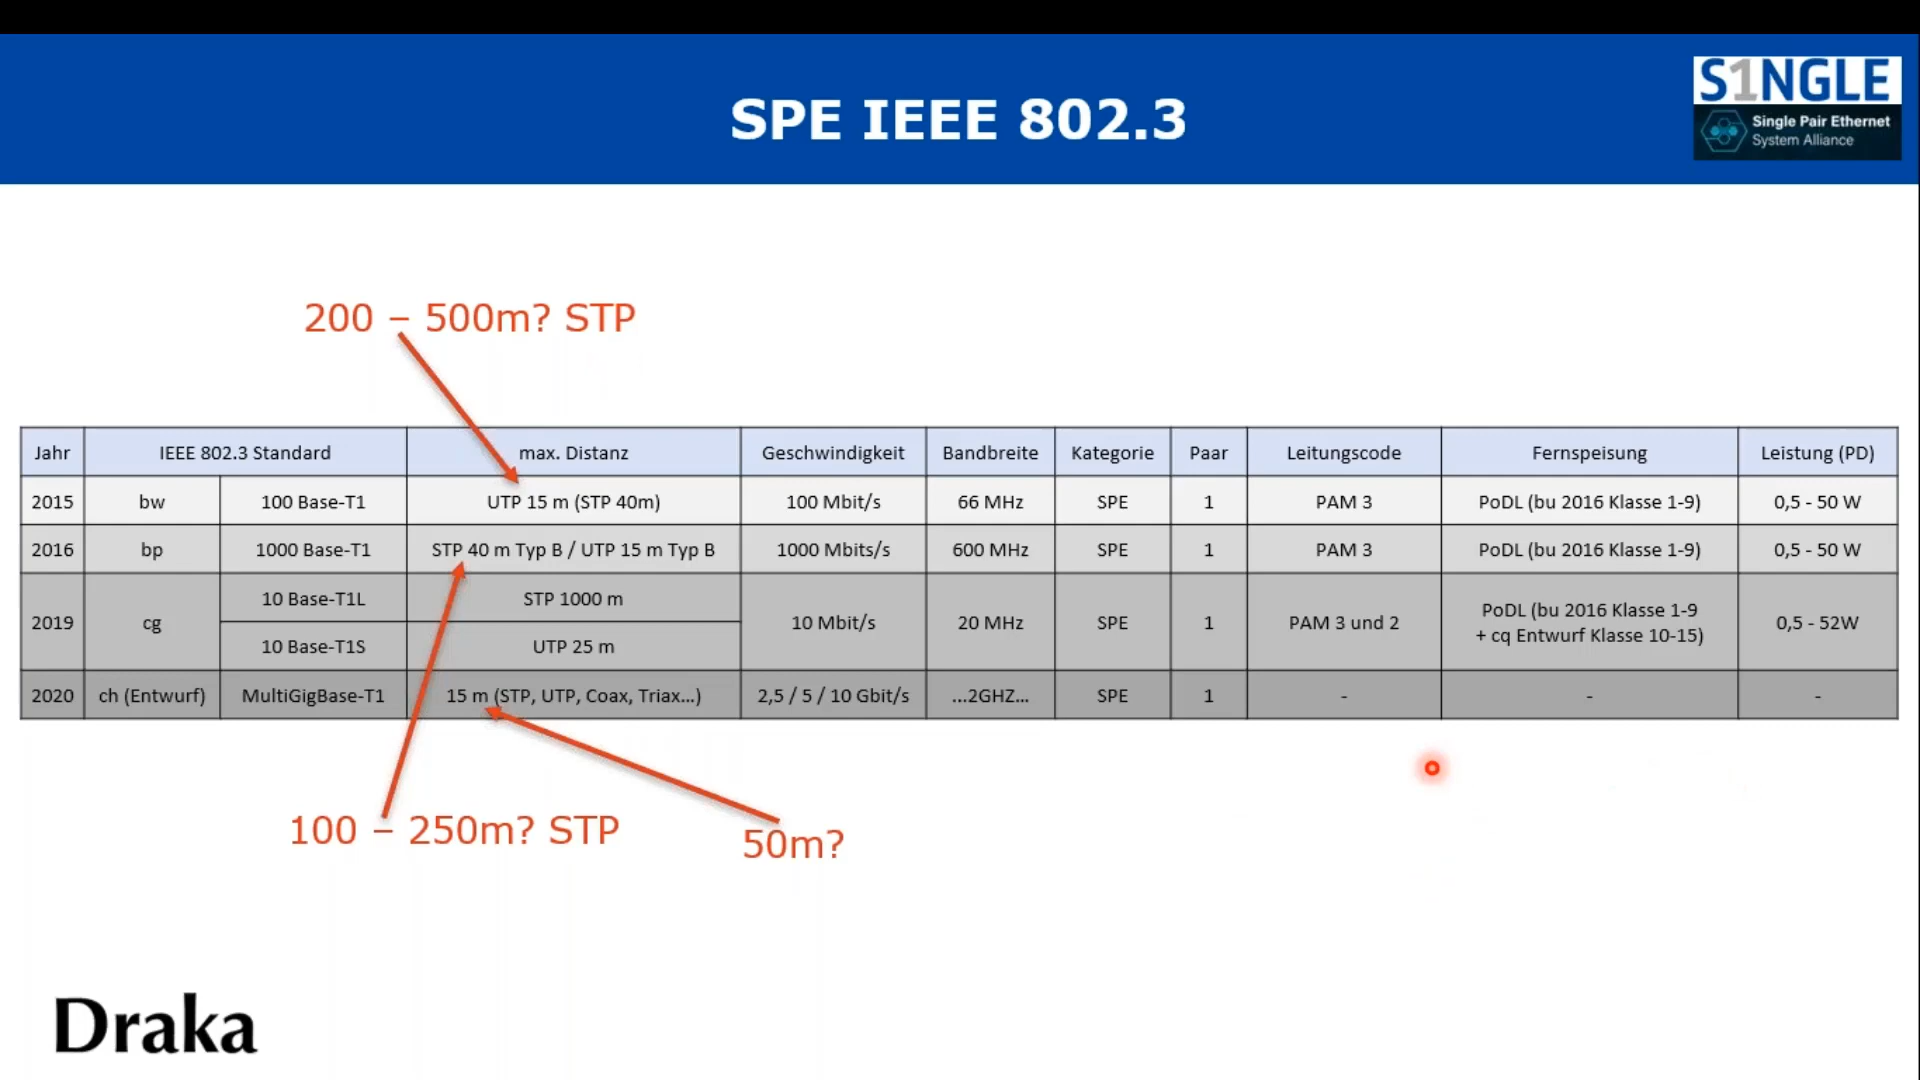 SPE IEEE 802.3
S1NGLE
Single Pair Ethernet
System Alliance
200 – 500m? STP
Jahr IEEE 802.3 Standard max. Distanz Geschwindigkeit Bandbreite Kategorie Paar Leitungscode Fernspeisung Leistung (PD)
2015 bw 100 Base-T1 UTP 15 m (STP 40m) 100 Mbit/s 66 MHz SPE 1 PAM 3 PoDL (bu 2016 Klasse 1-9) 0,5 - 50 W
2016 bp 1000 Base-T1 STP 40 m Typ B / UTP 15 m Typ B 1000 Mbits/s 600 MHz SPE 1 PAM 3 PoDL (bu 2016 Klasse 1-9) 0,5 - 50 W
2019 cg 10 Base-T1L STP 1000 m 10 Mbit/s 20 MHz SPE 1 PAM 3 und 2 PoDL (bu 2016 Klasse 1-9
+ cq Entwurf Klasse 10-15) 0,5 - 52W
10 Base-T1S UTP 25 m
2020 ch (Entwurf) MultiGigBase-T1 15 m (STP, UTP, Coax, Triax...) 2,5 / 5 / 10 Gbit/s ...2GHZ... SPE 1 - - -
100 – 250m? STP
50m?
Draka